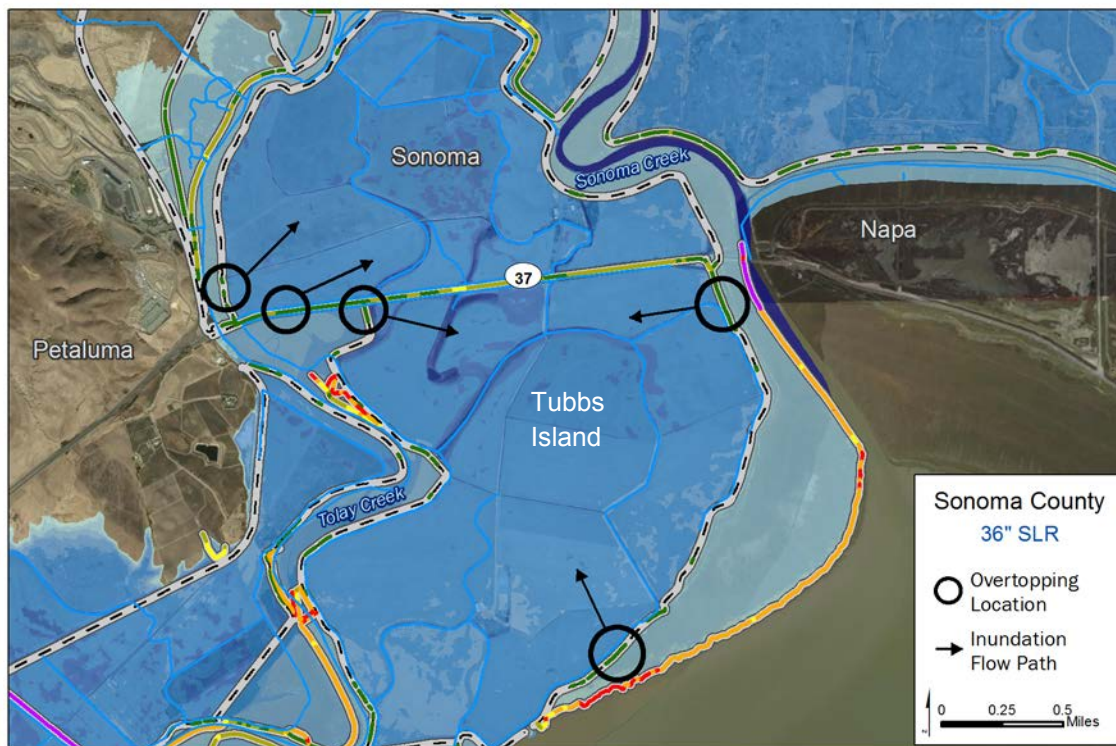 Sonoma
Sonoma Creek
Napa
37
Petaluma
Tubbs
Island
Tolay Creek
Sonoma County
36" SLR
Overtopping
Location
Inundation
Flow Path
0 0.25 0.5
Miles